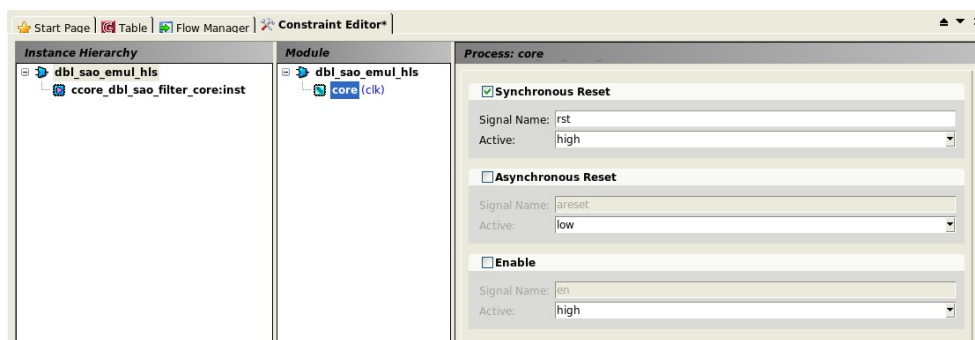 Start Page Table Flow Manager Constraint Editor*
Instance Hierarchy
dbl_sao_emul_hls
ccore_dbl_sao_filter_core:inst
Module
dbl_sao_emul_hls
core (clk)
Process: core
Synchronous Reset
Signal Name: rst
Active: high
Asynchronous Reset
Signal Name: areset
Active: low
Enable
Signal Name: en
Active: high